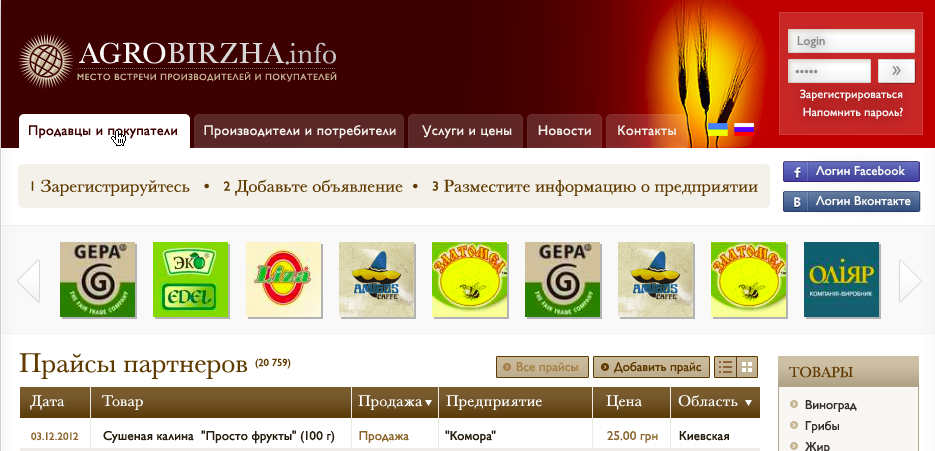 AGROBIRZHA.info
МЕСТО ВСТРЕЧИ ПРОИЗВОДИТЕЛЕЙ И ПОКУПАТЕЛЕЙ
Login
•••••
»
Зарегистрироваться
Напомнить пароль?
Продавцы и покупатели Производители и потребители Услуги и цены Новости Контакты
1 Зарегистрируйтесь • 2 Добавьте объявление • 3 Разместите информацию о предприятии
f Логин Facebook
B Логин Вконтакте
GEPA® THE FAIR TRADE COMPANY
ЭКО EDEL
Liza
CAFFE
ЗЛАТОМЕД
GEPA® THE FAIR TRADE COMPANY
CAFFE
ЗЛАТОМЕД
ОЛІЯР КОМПАНІЯ-ВИРОБНИК
Прайсы партнеров (20 759)
Все прайсы Добавить прайс
ТОВАРЫ
Дата Товар Продажа Предприятие Цена Область
Виноград
Грибы
Жир
03.12.2012 Сушеная калина "Просто фрукты" (100 г) Продажа "Комора" 25.00 грн Киевская